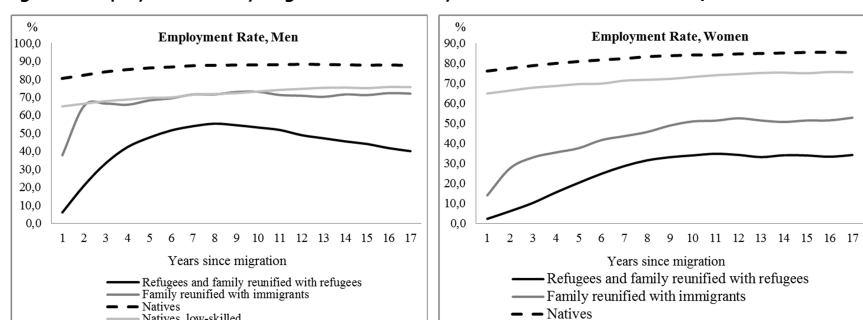 %
Employment Rate, Men
100,0
90,0
80,0
70,0
60,0
50,0
40,0
30,0
20,0
10,0
0,0
1 2 3 4 5 6 7 8 9 10 11 12 13 14 15 16 17
Years since migration
Refugees and family reunified with refugees
Family reunified with immigrants
Natives
Natives, low-skilled
%
Employment Rate, Women
90,0
80,0
70,0
60,0
50,0
40,0
30,0
20,0
10,0
0,0
1 2 3 4 5 6 7 8 9 10 11 12 13 14 15 16 17
Years since migration
Refugees and family reunified with refugees
Family reunified with immigrants
Natives